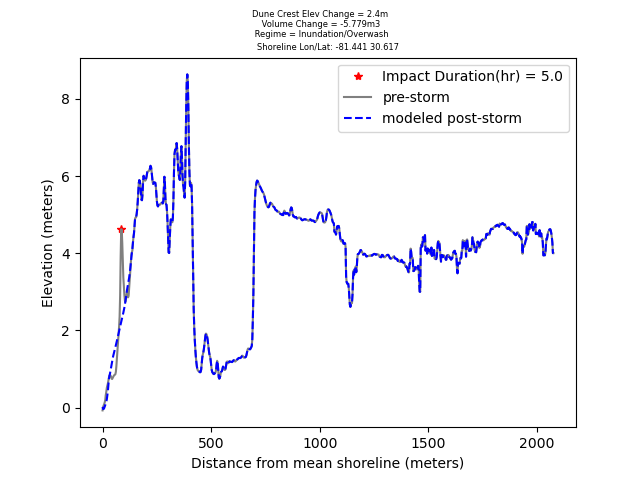 Dune Crest Elev Change = 2.4m
Volume Change = -5.779m3
Regime = Inundation/Overwash
Shoreline Lon/Lat: -81.441 30.617
Impact Duration(hr) = 5.0
pre-storm
modeled post-storm
8
6
4
2
0
Elevation (meters)
0 500 1000 1500 2000
Distance from mean shoreline (meters)